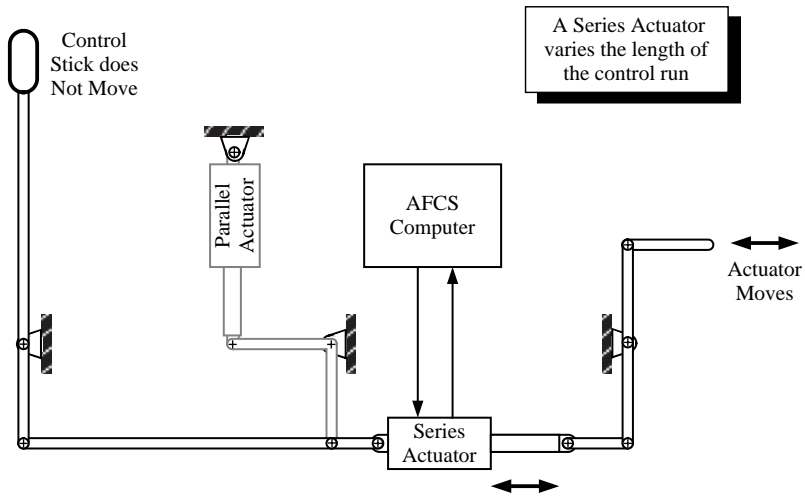 Control
Stick does
Not Move
A Series Actuator
varies the length of
the control run
Parallel
Actuator
AFCS
Computer
Actuator
Moves
Series
Actuator